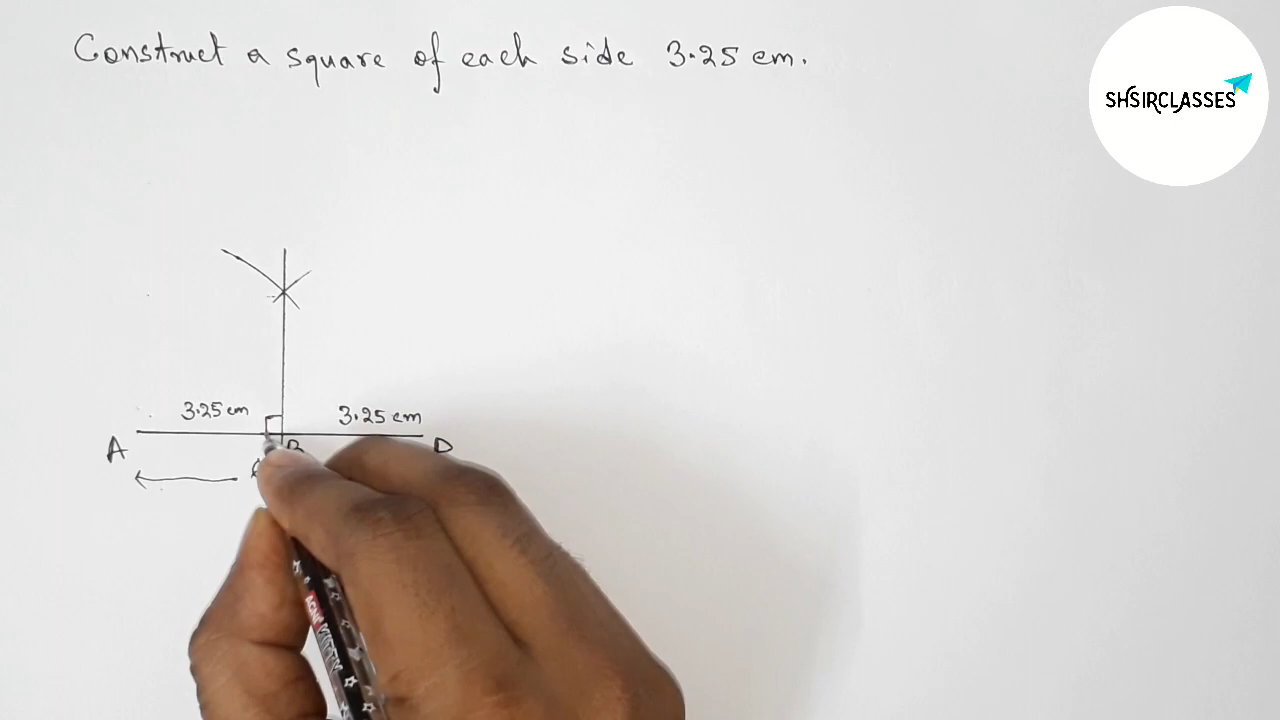 Construct a square of each side 3.25 cm.
SHSIRCLASSES
3.25 cm 3.25 cm
A B D